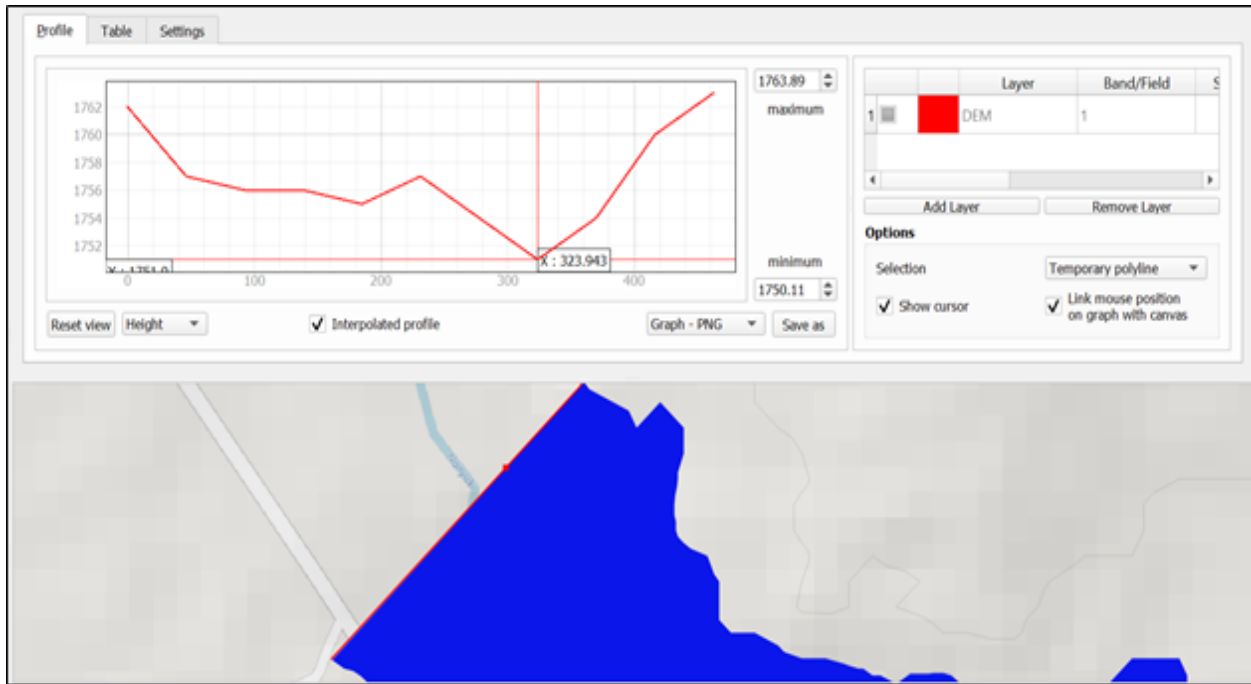 Profile Table Settings
1763.89
maximum
1762
1760
1758
1756
1754
1752
X : 323.943
0 100 200 300 400
minimum
1750.11
Reset view Height Interpolated profile Graph - PNG Save as
Layer Band/Field S
1 DEM 1
Add Layer Remove Layer
Options
Selection Temporary polyline
Show cursor Link mouse position
on graph with canvas